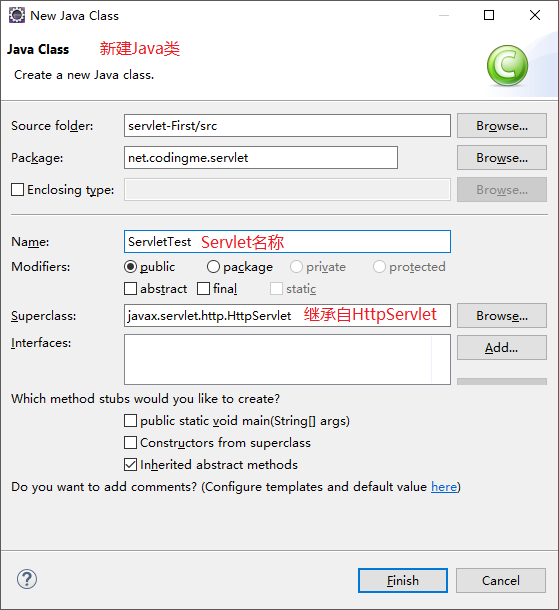 New Java Class
Java Class 新建Java类
Create a new Java class.
C
Source folder: servlet-First/src Browse...
Package: net.codingme.servlet Browse...
Enclosing type: Browse...
Name: ServletTest Servlet名称
Modifiers: public package private protected
abstract final static
Superclass: javax.servlet.http.HttpServlet 继承自HttpServlet Browse...
Interfaces: Add...
Which method stubs would you like to create?
public static void main(String[] args)
Constructors from superclass
Inherited abstract methods
Do you want to add comments? (Configure templates and default value here)
? Finish Cancel